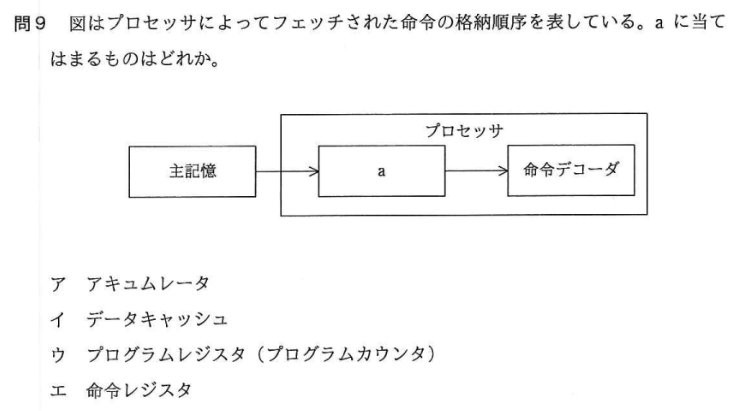 問９　図はプロセッサによってフェッチされた命令の格納順序を表している。a に当て
はまるものはどれか。
プロセッサ
主記憶
a
命令デコーダ
ア　アキュムレータ
イ　データキャッシュ
ウ　プログラムレジスタ（プログラムカウンタ）
エ　命令レジスタ